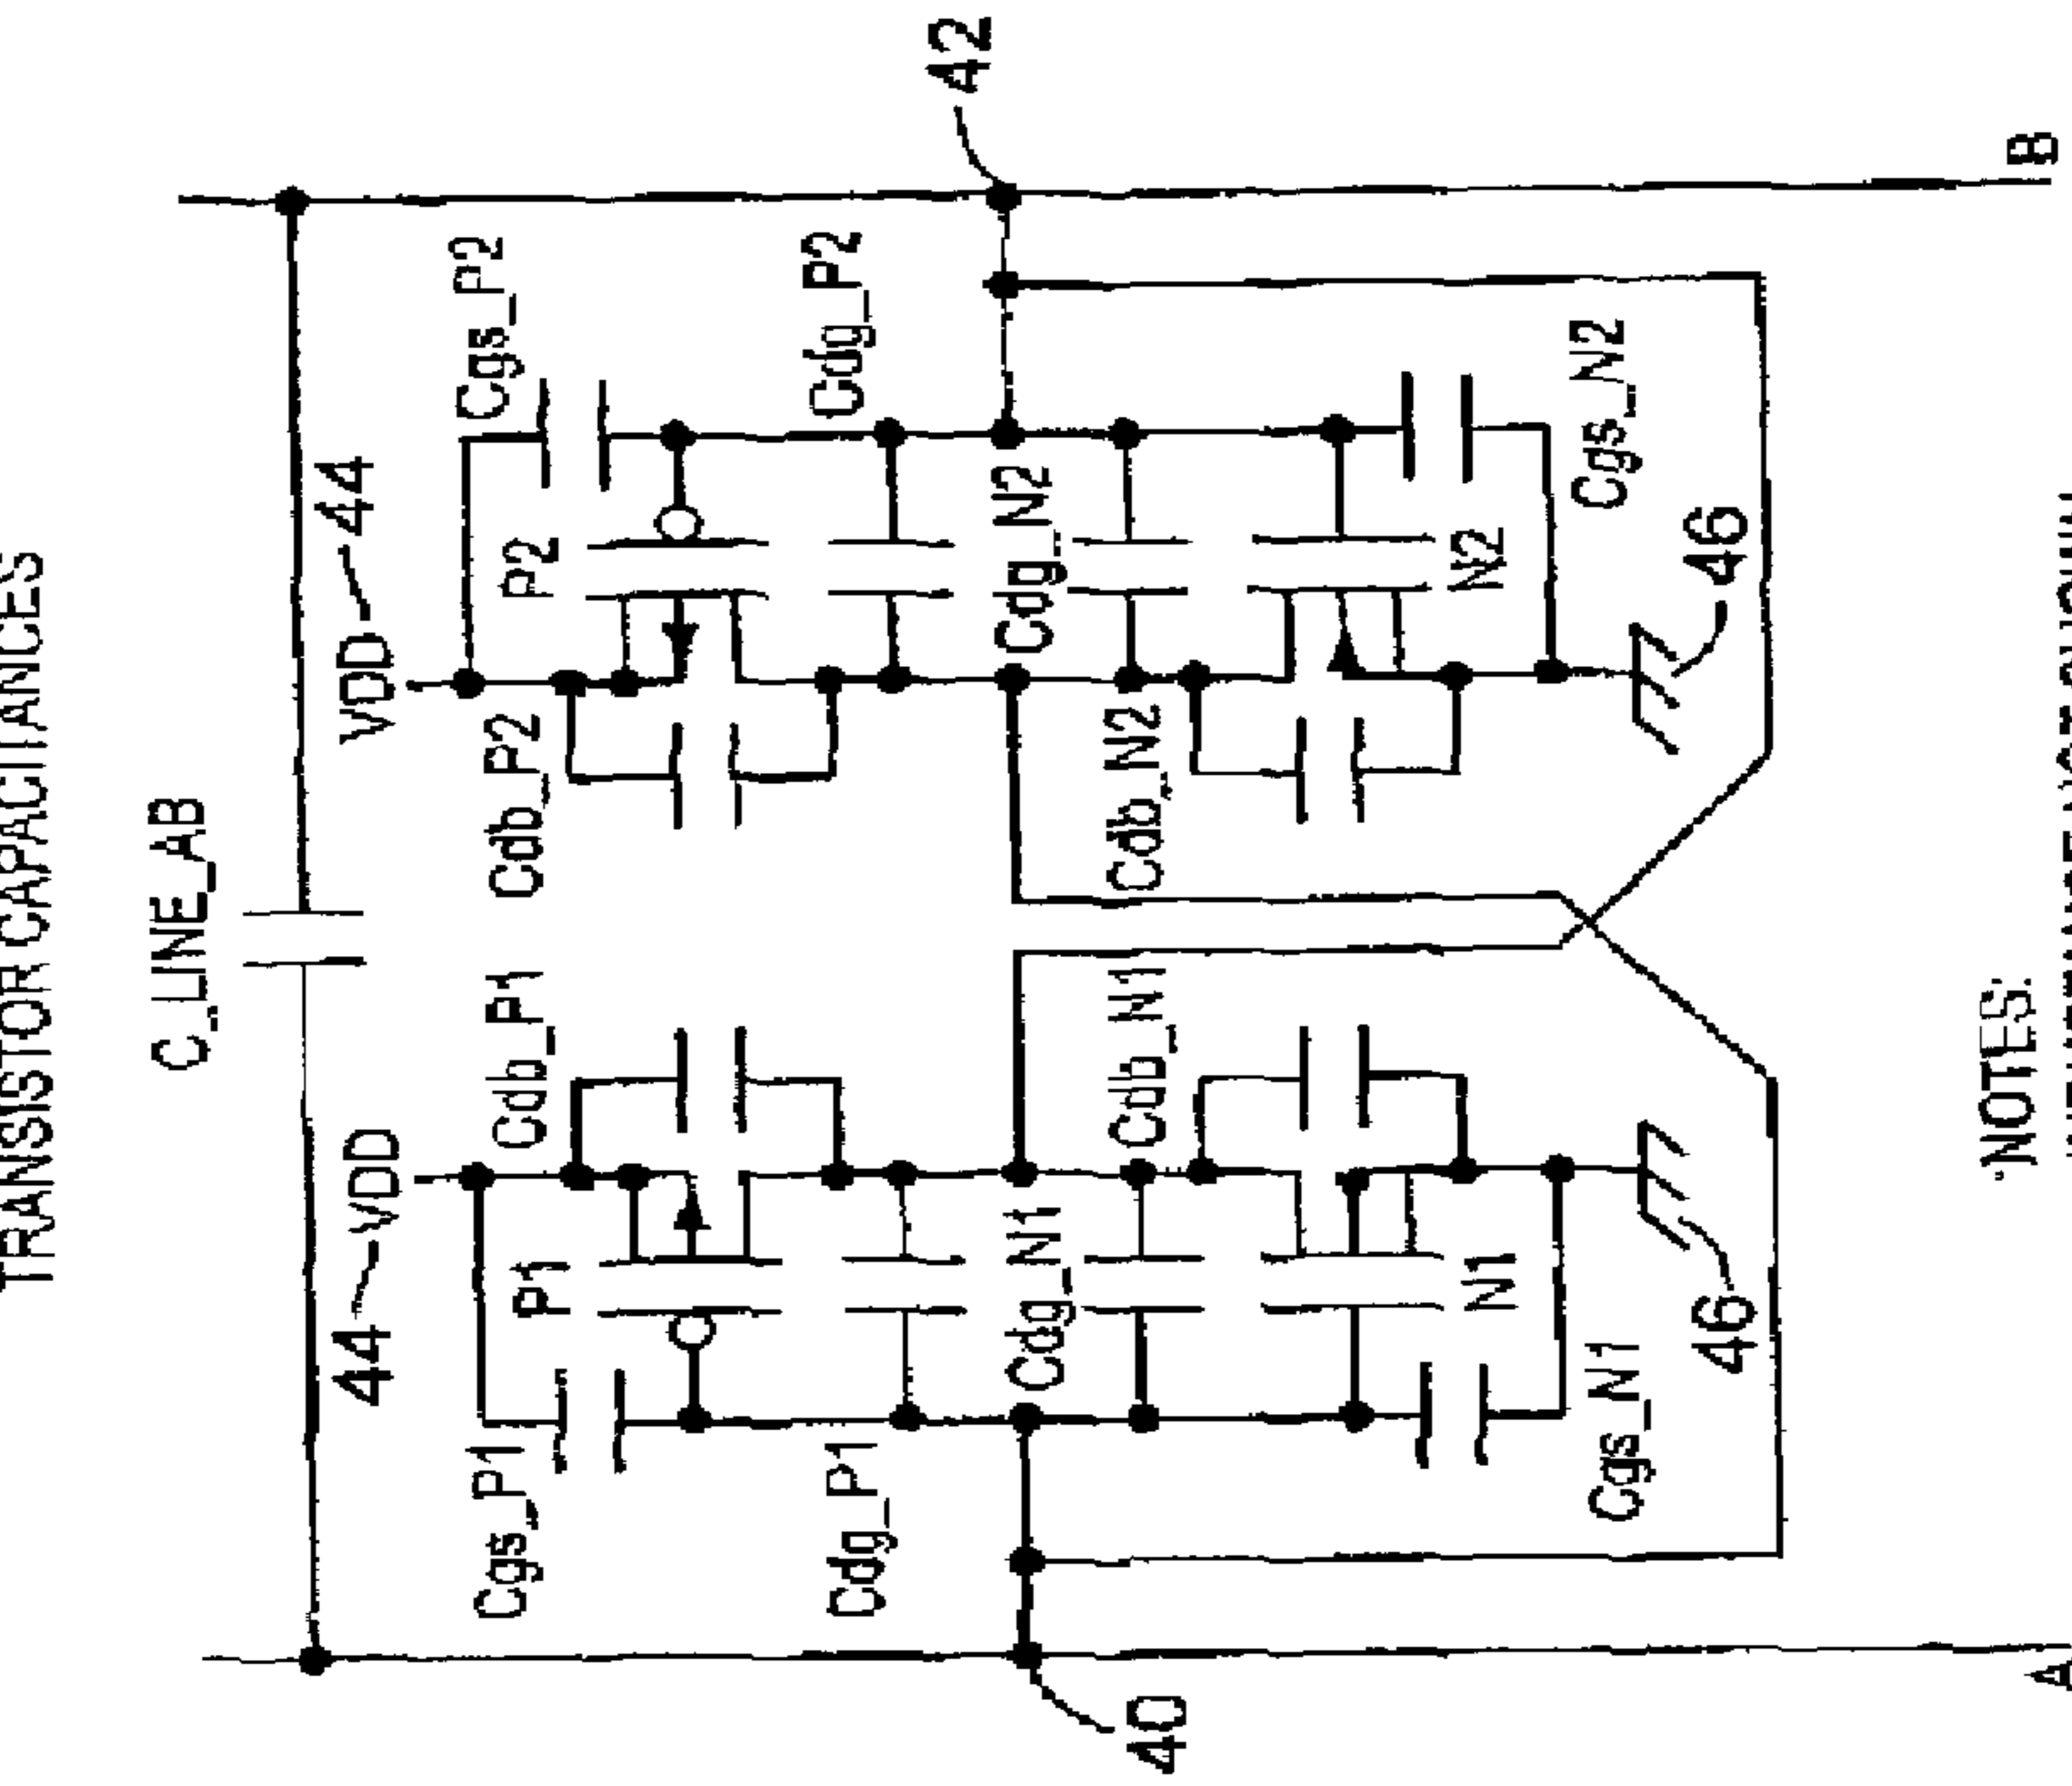 TRANSISTOR CAPACITANCES
C_LINE_AB
44
VDD
44
VDD
Cgs_P1
P1
Cdb_P1
Cdb_P2
P2
Cgs_P2
Cdg_P1
Cdg_P2
40
Cdg_N1
Cdb_N1
Cdb_N2
Cdg_N2
42
Cgs_N1
N1
N2
Cgs_N2
46
46
NOTES:
A
B